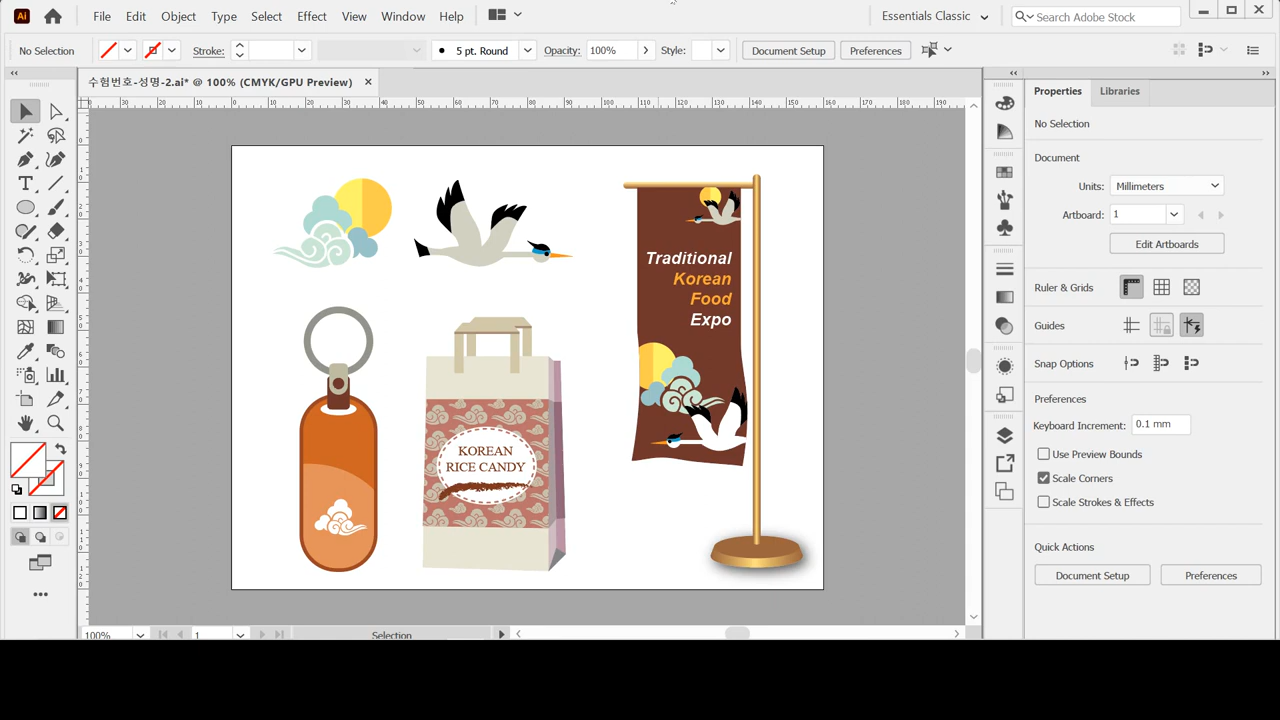 Ai File Edit Object Type Select Effect View Window Help Essentials Classic Search Adobe Stock
No Selection Stroke: 5 pt. Round Opacity: 100% Style: Document Setup Preferences
수험번호-성명-2.ai* @ 100% (CMYK/GPU Preview)
Properties Libraries
No Selection
Document
Units: Millimeters
Artboard: 1
Edit Artboards
Ruler & Grids
Guides
Snap Options
Preferences
Keyboard Increment: 0.1 mm
Use Preview Bounds
Scale Corners
Scale Strokes & Effects
Quick Actions
Document Setup Preferences
Traditional
Korean
Food
Expo
KOREAN
RICE CANDY
100% 1 Selection